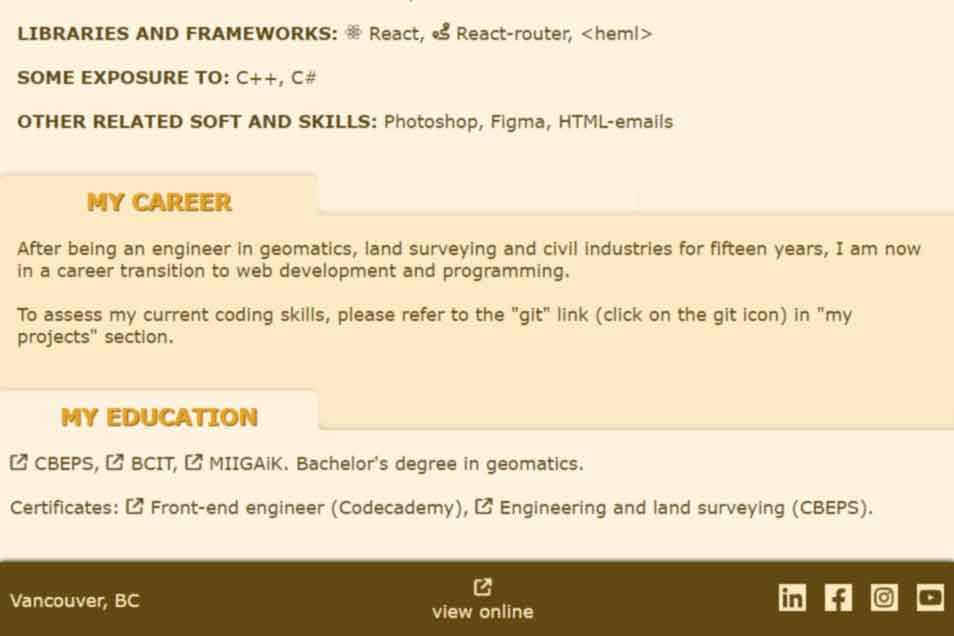 LIBRARIES AND FRAMEWORKS: React, React-router, <heml>
SOME EXPOSURE TO: C++, C#
OTHER RELATED SOFT AND SKILLS: Photoshop, Figma, HTML-emails
MY CAREER
After being an engineer in geomatics, land surveying and civil industries for fifteen years, I am now
in a career transition to web development and programming.
To assess my current coding skills, please refer to the "git" link (click on the git icon) in "my
projects" section.
MY EDUCATION
CBEPS, BCIT, MIIGAiK. Bachelor's degree in geomatics.
Certificates: Front-end engineer (Codecademy), Engineering and land surveying (CBEPS).
Vancouver, BC
view online